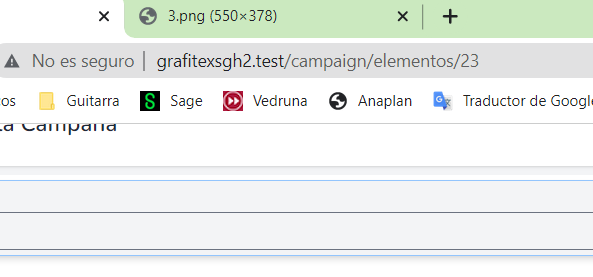 3.png (550×378)
No es seguro | grafitexsgh2.test/campaign/elementos/23
os Guitarra Sage Vedruna Anaplan Traductor de Google
ta Campaña